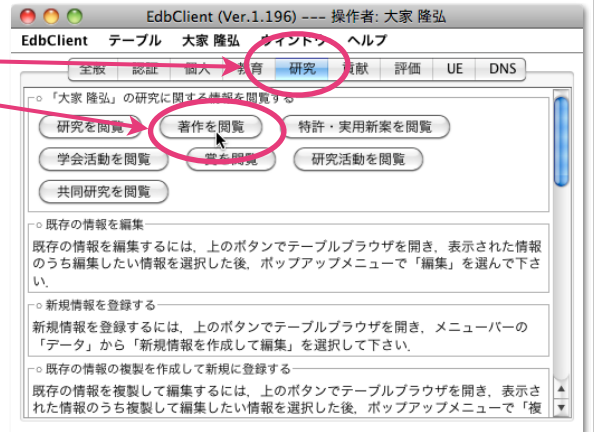 EdbClient (Ver.1.196) --- 操作者: 大家 隆弘
EdbClient テーブル 大家 隆弘 ウィンドウ ヘルプ
全般 認証 個人 教育 研究 貢献 評価 UE DNS
「大家 隆弘」の研究に関する情報を閲覧する
研究を閲覧 著作を閲覧 特許・実用新案を閲覧
学会活動を閲覧 賞を閲覧 研究活動を閲覧
共同研究を閲覧
既存の情報を編集
既存の情報を編集するには，上のボタンでテーブルブラウザを開き，表示された情報
のうち編集したい情報を選択した後，ポップアップメニューで「編集」を選んで下さ
い．
新規情報を登録する
新規情報を登録するには，上のボタンでテーブルブラウザを開き，メニューバーの
「データ」から「新規情報を作成して編集」を選択して下さい．
既存の情報の複製を作成して新規に登録する
既存の情報を複製して編集するには，上のボタンでテーブルブラウザを開き，表示さ
れた情報のうち複製して編集したい情報を選択した後，ポップアップメニューで「複